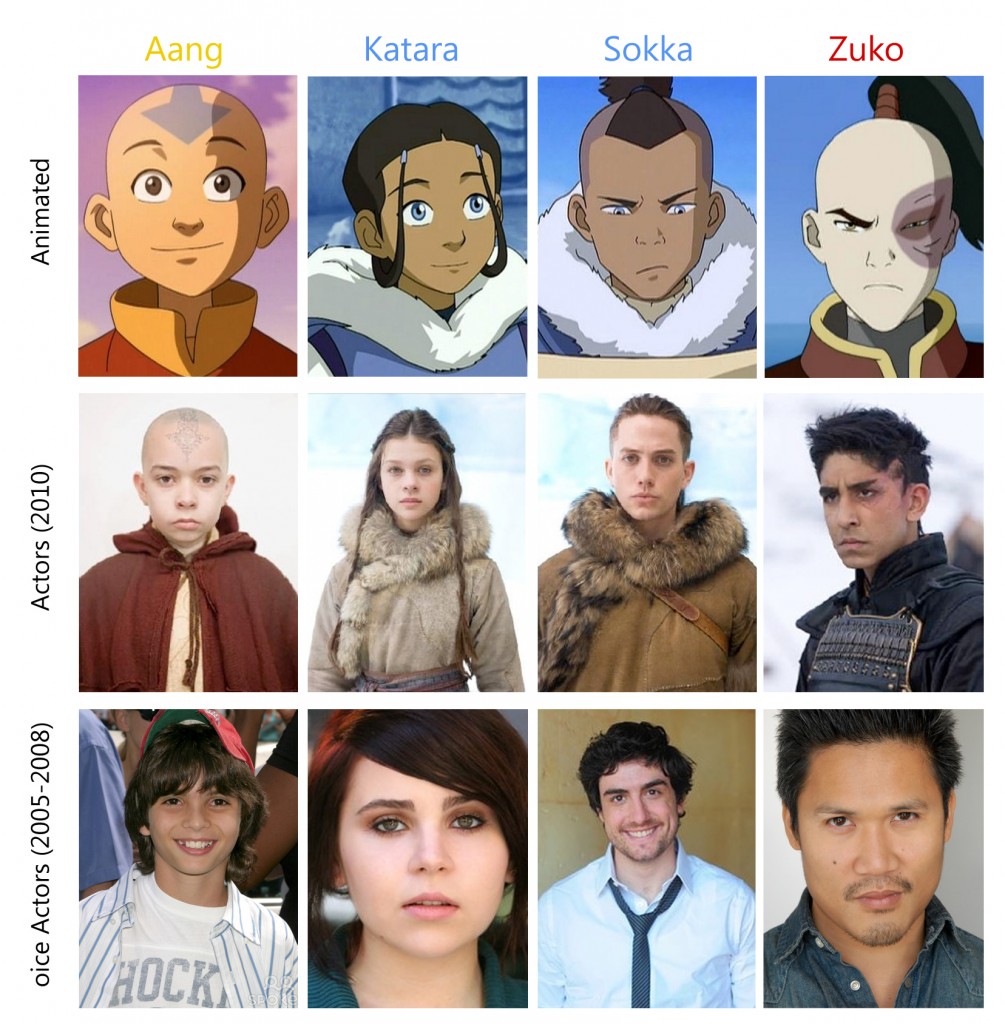 Aang Katara Sokka Zuko
Animated
Actors (2010)
oice Actors (2005-2008)
HOCK